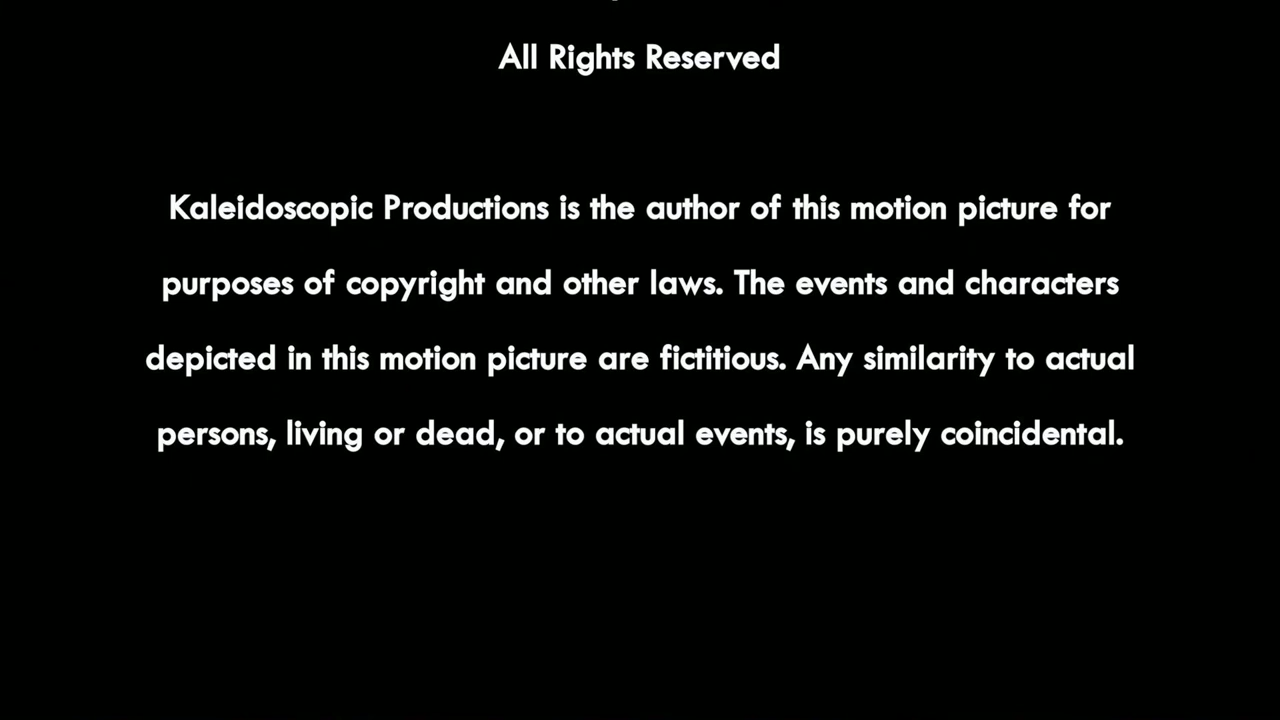 All Rights Reserved
Kaleidoscopic Productions is the author of this motion picture for
purposes of copyright and other laws. The events and characters
depicted in this motion picture are fictitious. Any similarity to actual
persons, living or dead, or to actual events, is purely coincidental.